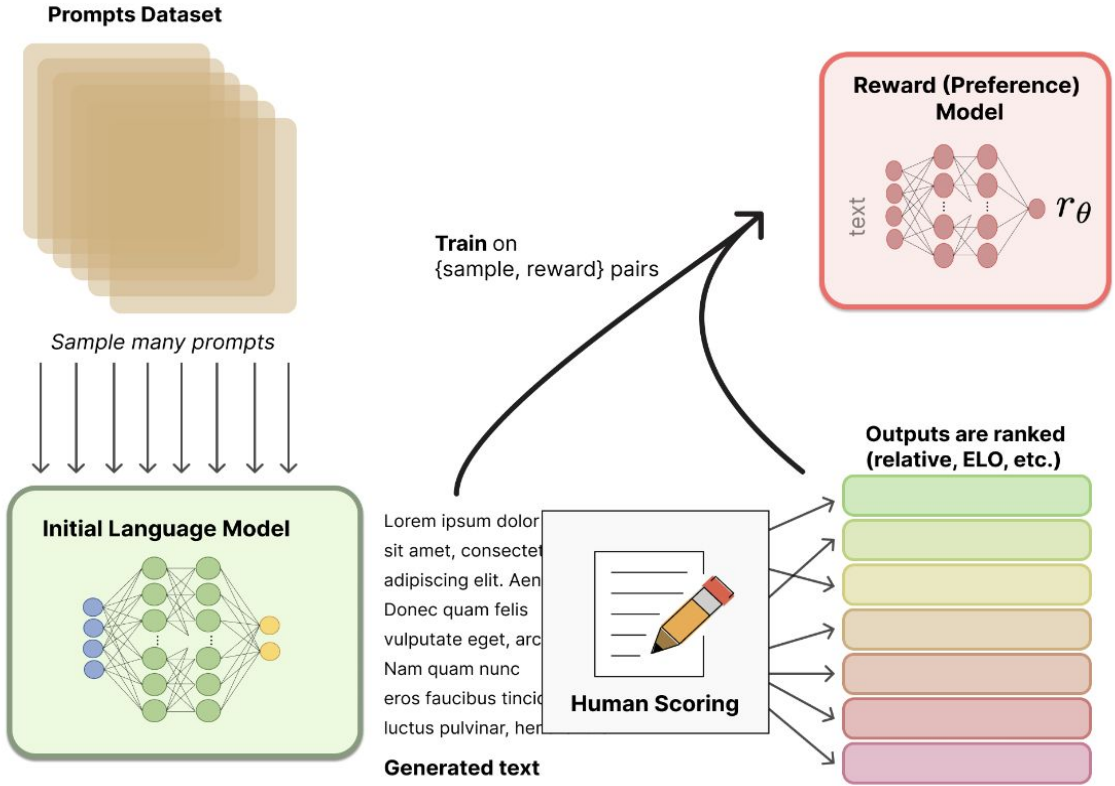 Prompts Dataset
Sample many prompts
Initial Language Model
Train on
{sample, reward} pairs
Reward (Preference)
Model
text
r_θ
Outputs are ranked
(relative, ELO, etc.)
Lorem ipsum dolor
sit amet, consectet
adipiscing elit. Aen
Donec quam felis
vulputate eget, arc
Nam quam nunc
eros faucibus tincid
luctus pulvinar, her
Generated text
Human Scoring